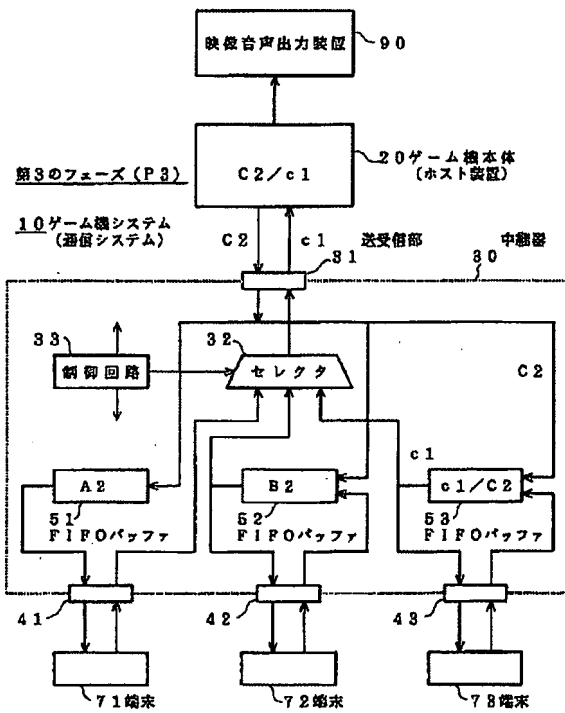 映像音声出力装置
90
第3のフェーズ(P3)
C2/c1
20ゲーム機本体
(ホスト装置)
10ゲーム機システム
(通信システム)
C2
c1
送受信部
31
30
中継器
33
32
制御回路
セレクタ
C2
c1
A2
B2
c1/C2
51
52
53
FIFOバッファ
FIFOバッファ
FIFOバッファ
41
42
43
71端末
72端末
73端末